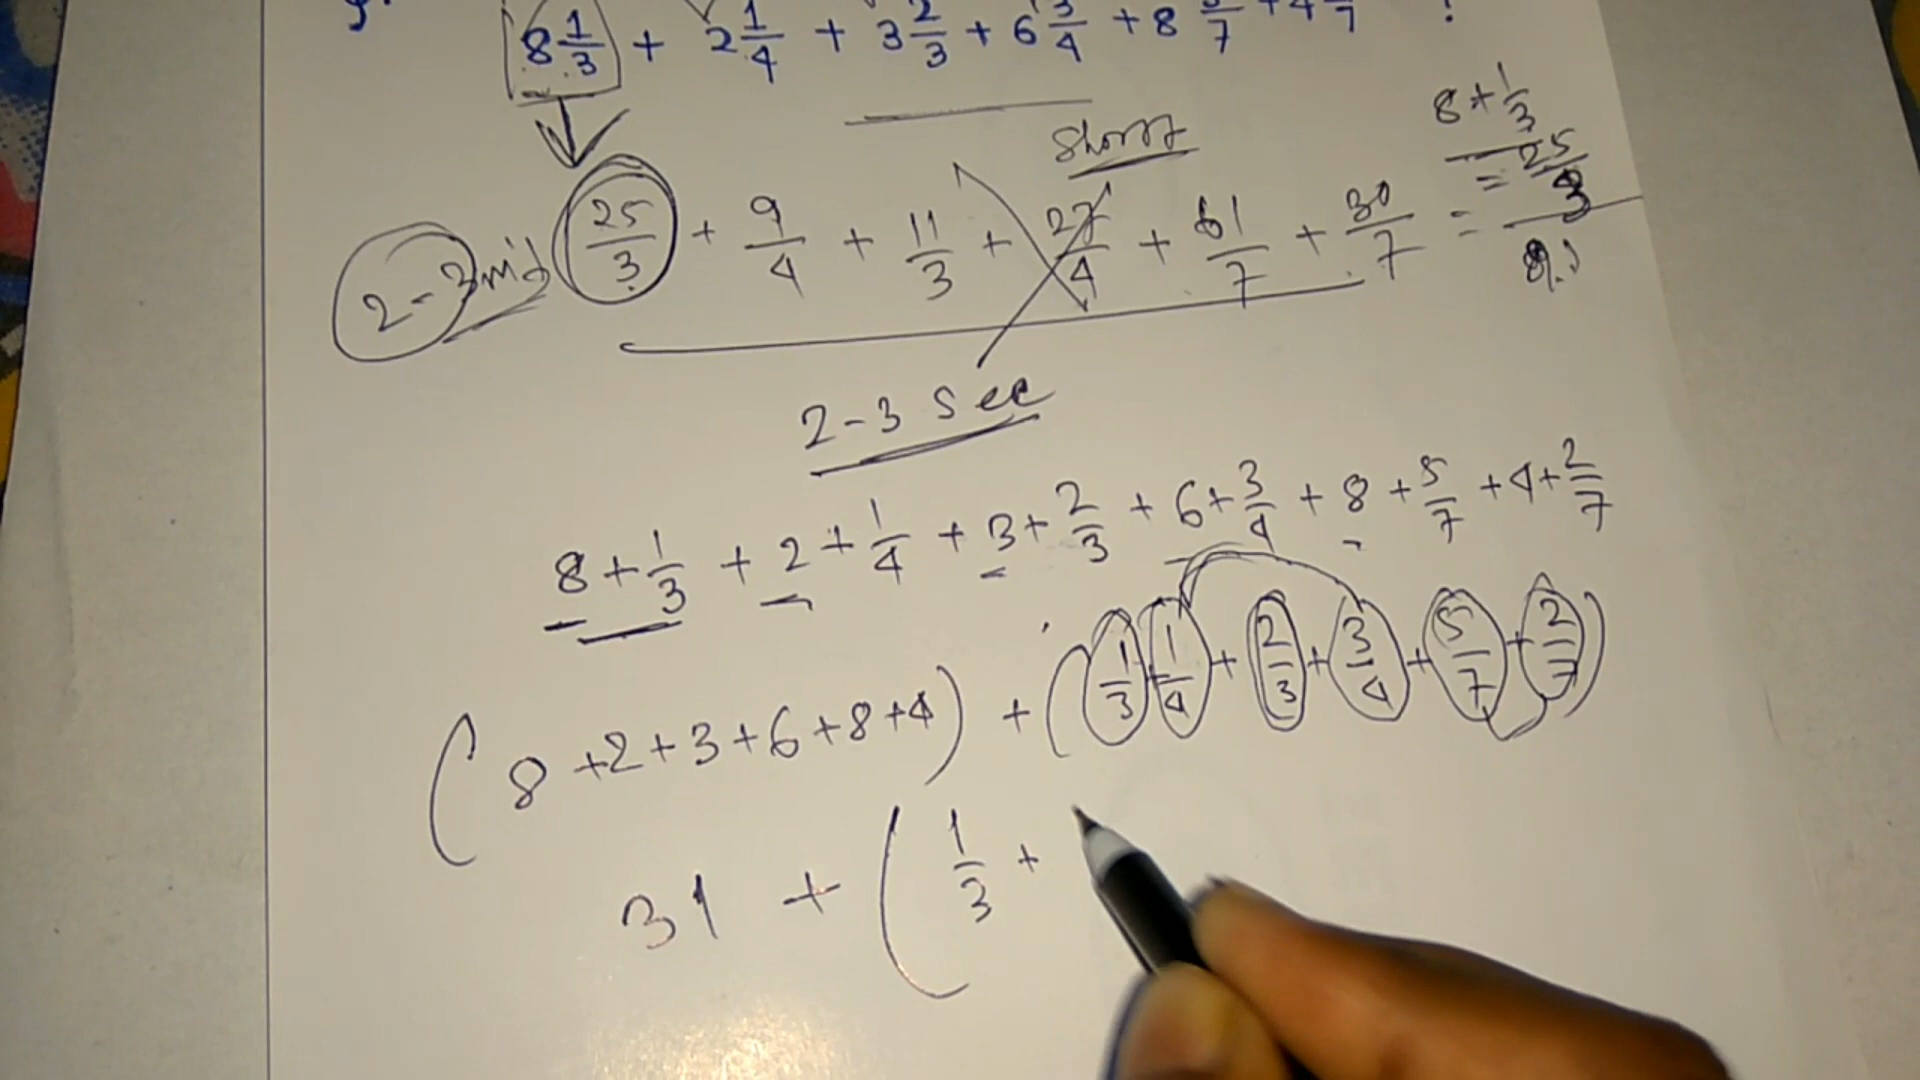 8 1/3 + 2 1/4 + 3 2/3 + 6 3/4 + 8 5/7 + 4 /7
8 + 1/3
= 25/3
Short
2-3 25/3 + 9/4 + 11/3 + 27/4 + 61/7 + 30/7 =
2-3 sec
8 + 1/3 + 2 + 1/4 + 3 + 2/3 + 6 + 3/4 + 8 + 5/7 + 4 + 2/7
(8 + 2 + 3 + 6 + 8 + 4) + (1/3 + 1/4 + 2/3 + 3/4 + 5/7 + 2/7)
31 + (1/3 +